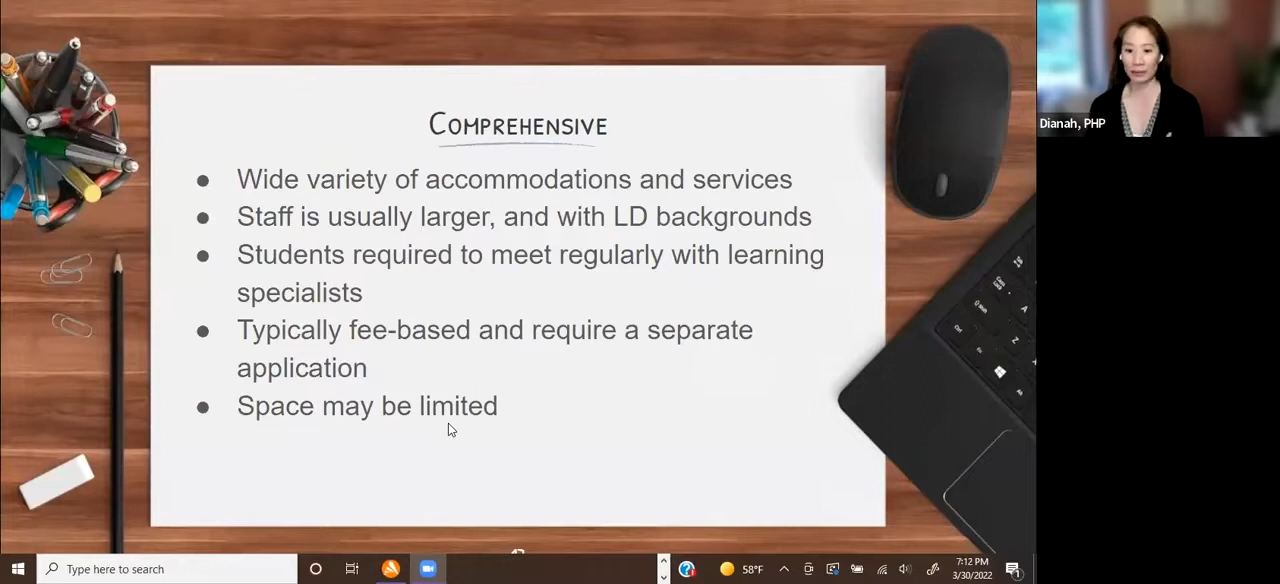 COMPREHENSIVE
● Wide variety of accommodations and services
● Staff is usually larger, and with LD backgrounds
● Students required to meet regularly with learning
specialists
● Typically fee-based and require a separate
application
● Space may be limited
Dianah, PHP
Type here to search
58°F
7:12 PM
3/30/2022